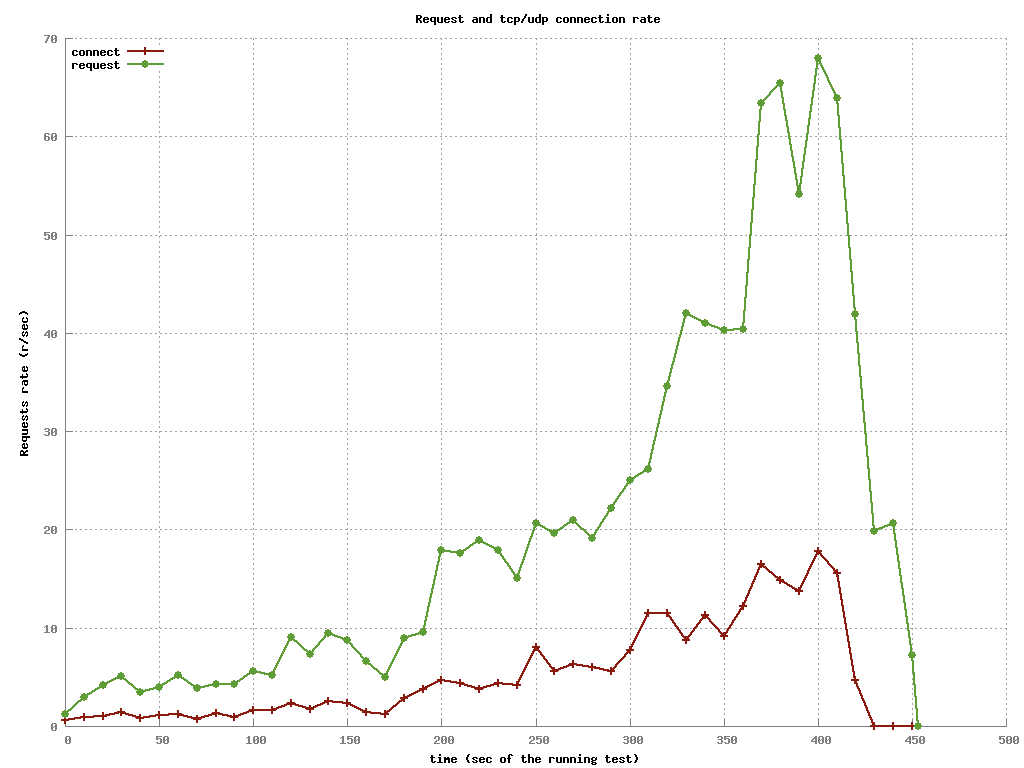 Request and tcp/udp connection rate
connect
request
70
60
50
40
30
20
10
0
Requests rate (r/sec)
0 50 100 150 200 250 300 350 400 450 500
time (sec of the running test)